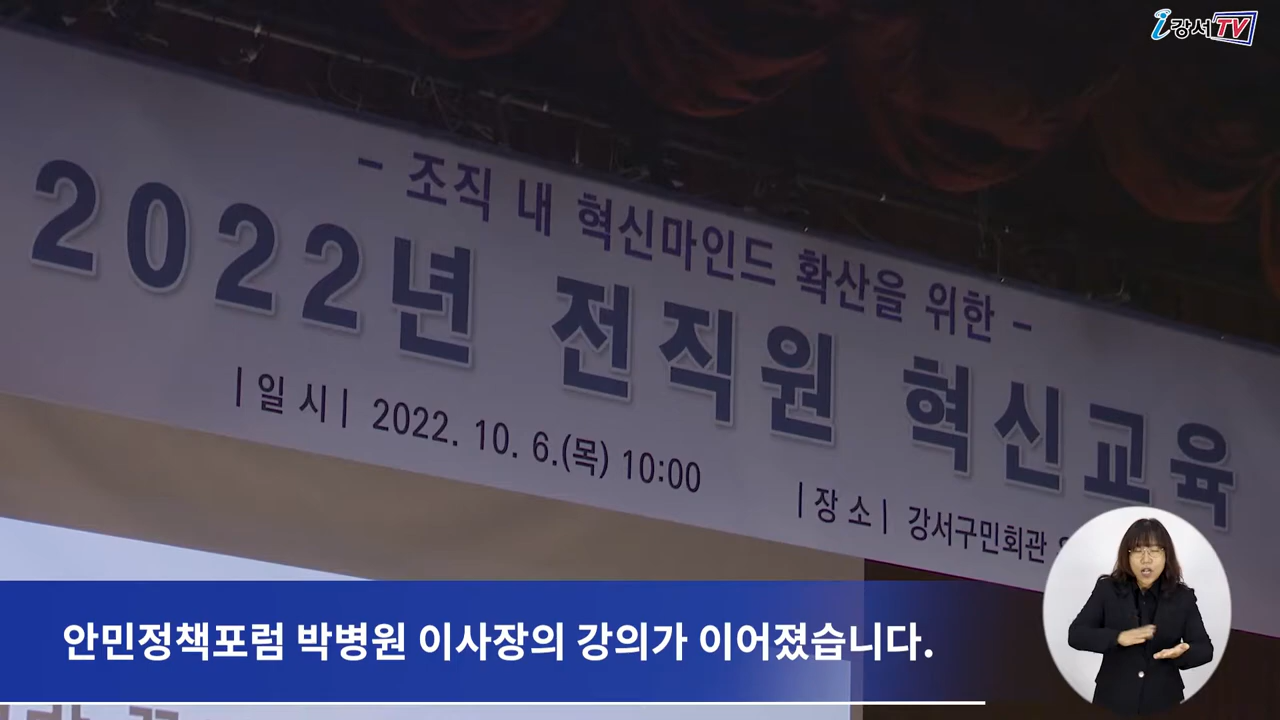 i강서TV
- 조직 내 혁신마인드 확산을 위한 -
2022년 전직원 혁신교육
| 일 시 | 2022. 10. 6.(목) 10:00
| 장 소 | 강서구민회관
안민정책포럼 박병원 이사장의 강의가 이어졌습니다.